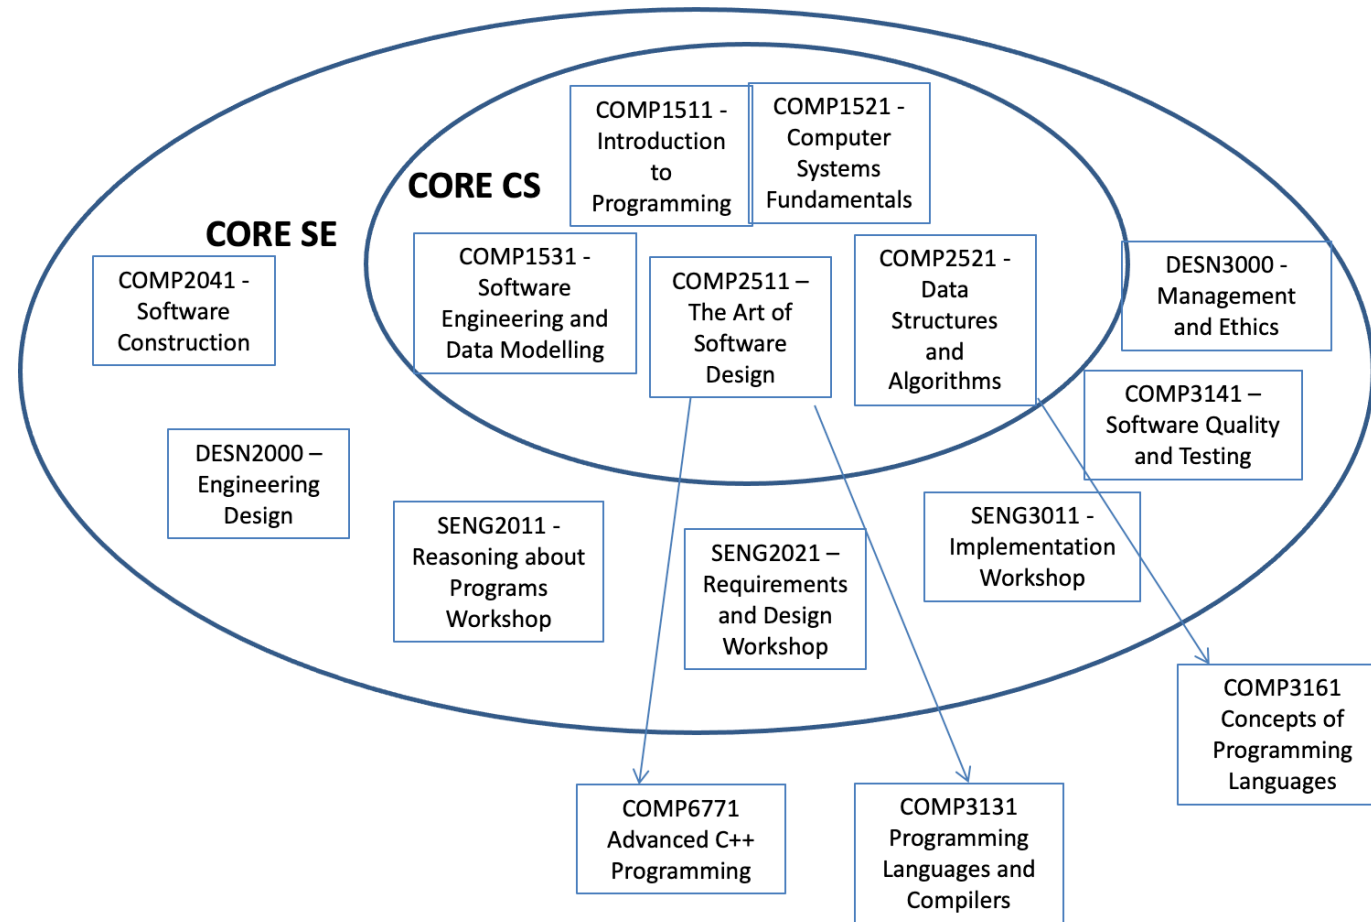 COMP1511 -
Introduction
to
Programming
COMP1521 -
Computer
Systems
Fundamentals
CORE CS
CORE SE
COMP2041 -
Software
Construction
COMP1531 -
Software
Engineering and
Data Modelling
COMP2511 –
The Art of
Software
Design
COMP2521 -
Data
Structures
and
Algorithms
DESN3000 -
Management
and Ethics
COMP3141 –
Software Quality
and Testing
DESN2000 –
Engineering
Design
SENG2011 -
Reasoning about
Programs
Workshop
SENG2021 –
Requirements
and Design
Workshop
SENG3011 -
Implementation
Workshop
COMP3161
Concepts of
Programming
Languages
COMP6771
Advanced C++
Programming
COMP3131
Programming
Languages and
Compilers